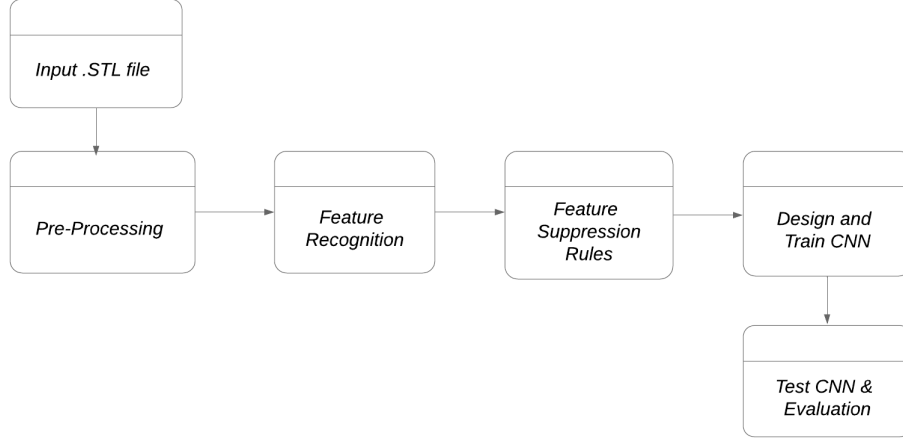 Input .STL file
Pre-Processing
Feature
Recognition
Feature
Suppression
Rules
Design and
Train CNN
Test CNN &
Evaluation